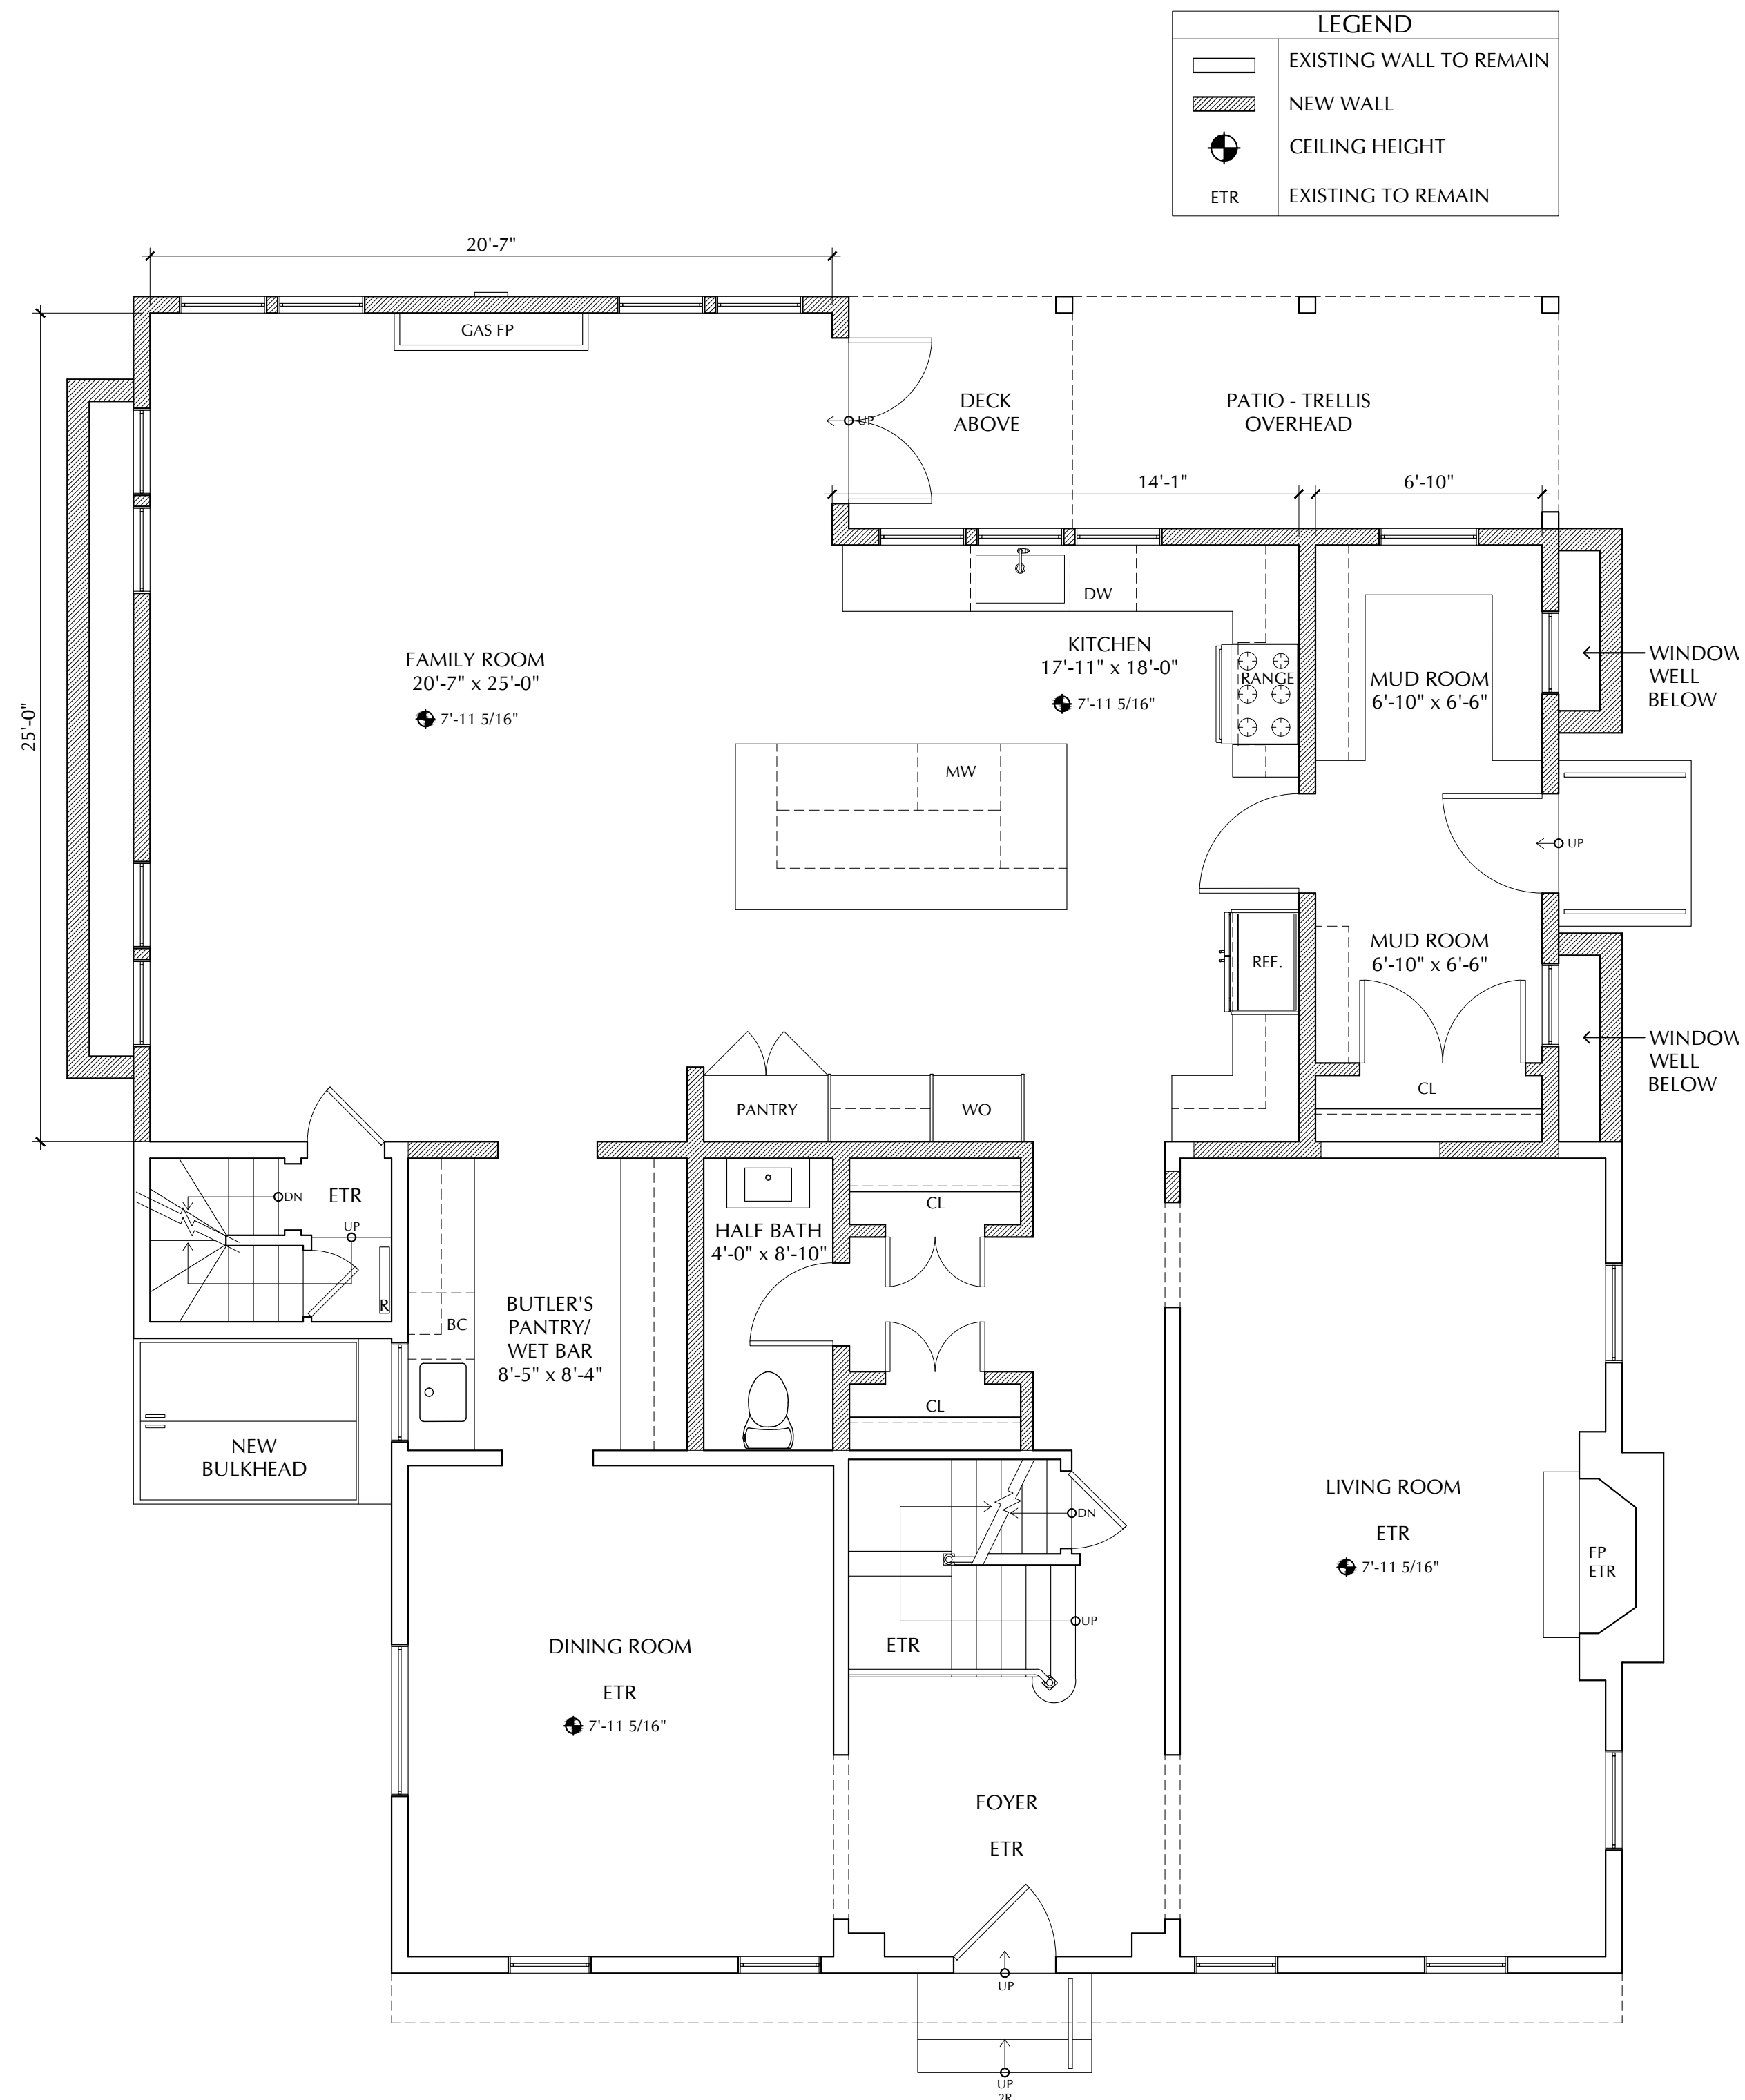 LEGEND
EXISTING WALL TO REMAIN
NEW WALL
CEILING HEIGHT
ETR
EXISTING TO REMAIN
20'-7"
25'-0"
GAS FP
UP
DECK
ABOVE
PATIO - TRELLIS
OVERHEAD
14'-1"
6'-10"
DW
FAMILY ROOM
20'-7" x 25'-0"
7'-11 5/16"
KITCHEN
17'-11" x 18'-0"
7'-11 5/16"
RANGE
MUD ROOM
6'-10" x 6'-6"
WINDOW
WELL
BELOW
MW
UP
REF.
MUD ROOM
6'-10" x 6'-6"
WINDOW
WELL
BELOW
CL
PANTRY
WO
DN
ETR
UP
R
CL
HALF BATH
4'-0" x 8'-10"
BUTLER'S
PANTRY/
WET BAR
8'-5" x 8'-4"
BC
CL
NEW
BULKHEAD
DN
UP
ETR
LIVING ROOM
ETR
7'-11 5/16"
FP
ETR
DINING ROOM
ETR
7'-11 5/16"
FOYER
ETR
UP
UP
2R